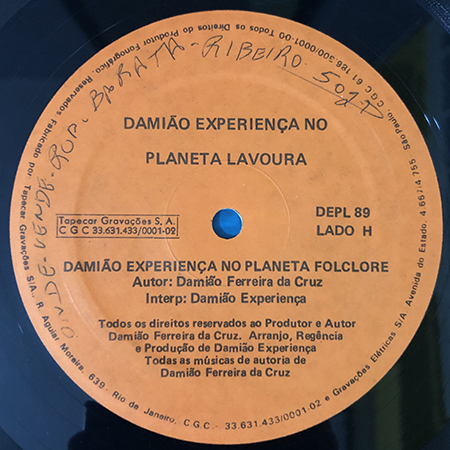 ONDE-VENDE-RUA-BARATA-RIBEIRO-502-D
DAMIÃO EXPERIENÇA NO
PLANETA LAVOURA
Tapecar Gravações S, A.
C G C 33.631.433/0001-02
DEPL 89
LADO H
DAMIÃO EXPERIENÇA NO PLANETA FOLCLORE
Autor: Damião Ferreira da Cruz
Interp: Damião Experiença
Todos os direitos reservados ao Produtor e Autor
Damião Ferreira da Cruz. Arranjo, Regência
e Produção de Damião Experiença
Todas as músicas de autoria de
Damião Ferreira da Cruz
Reservados Fabricado por: Tapecar Gravações S/A., R. Aguiar Moreira, 639, Rio de Janeiro, C.G.C. - 33.631.433/0001-02 e Gravações Elétricas S/A. Avenida do Estado, 4.667/4.755 São Paulo, CGC 61.186.300/0001-00 Todos os Direitos do Produtor Fonográfico.